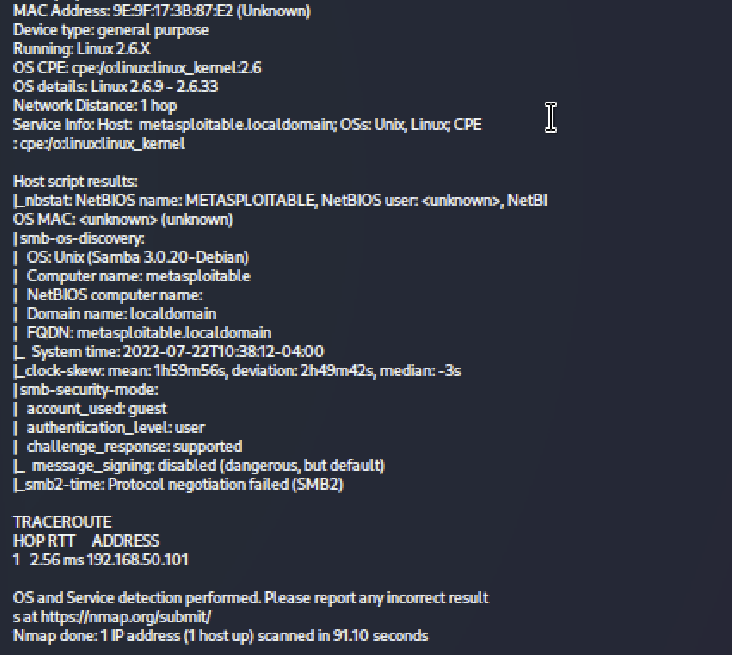 MAC Address: 9E:9F:17:3B:87:E2 (Unknown)
Device type: general purpose
Running: Linux 2.6.X
OS CPE: cpe:/o:linux:linux_kernel:2.6
OS details: Linux 2.6.9 - 2.6.33
Network Distance: 1 hop
Service Info: Host:  metasploitable.localdomain; OSs: Unix, Linux; CPE
: cpe:/o:linux:linux_kernel
Host script results:
|_nbstat: NetBIOS name: METASPLOITABLE, NetBIOS user: <unknown>, NetBI
OS MAC: <unknown> (unknown)
| smb-os-discovery:
|   OS: Unix (Samba 3.0.20-Debian)
|   Computer name: metasploitable
|   NetBIOS computer name:
|   Domain name: localdomain
|   FQDN: metasploitable.localdomain
|_  System time: 2022-07-22T10:38:12-04:00
|_clock-skew: mean: 1h59m56s, deviation: 2h49m42s, median: -3s
| smb-security-mode:
|   account_used: guest
|   authentication_level: user
|   challenge_response: supported
|_  message_signing: disabled (dangerous, but default)
|_smb2-time: Protocol negotiation failed (SMB2)
TRACEROUTE
HOP RTT     ADDRESS
1   2.56 ms 192.168.50.101
OS and Service detection performed. Please report any incorrect result
s at https://nmap.org/submit/
Nmap done: 1 IP address (1 host up) scanned in 91.10 seconds